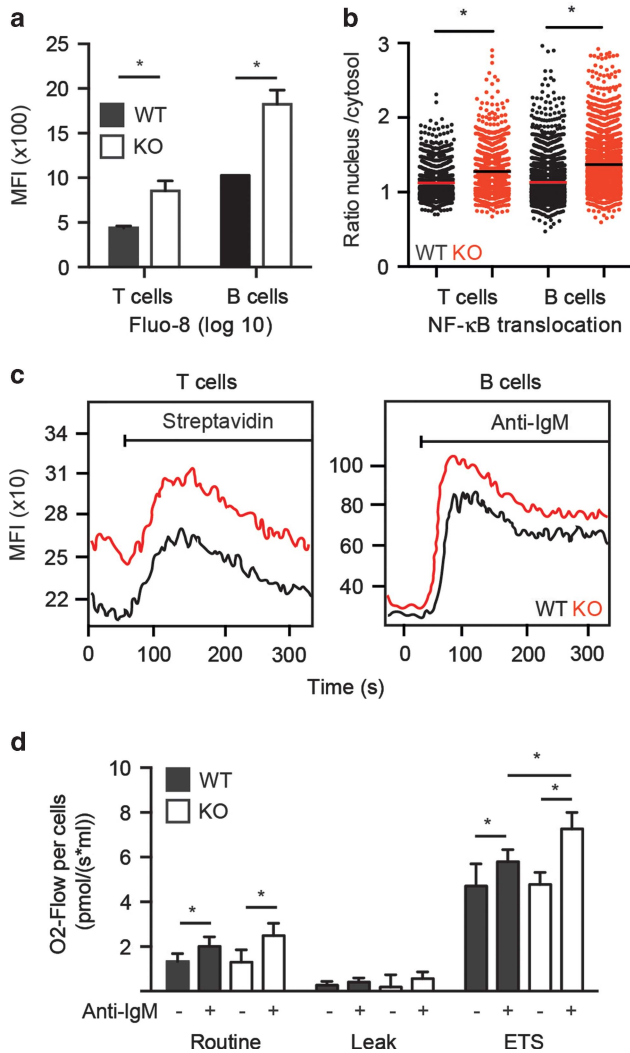 a
*
*
25
20
15
10
5
0
MFI (x100)
WT
KO
T cells
B cells
Fluo-8 (log 10)
b
*
*
3
2
1
0
Ratio nucleus /cytosol
WT KO
T cells
B cells
NF-κB translocation
c
T cells
Streptavidin
34
31
28
25
22
MFI (x10)
0
100
200
300
B cells
Anti-IgM
100
80
60
40
WT KO
0
100
200
300
Time (s)
d
10
8
6
4
2
O2-Flow per cells
(pmol/(s*ml))
WT
KO
*
*
*
*
*
Anti-IgM - + - + - + - + - + - +
Routine
Leak
ETS